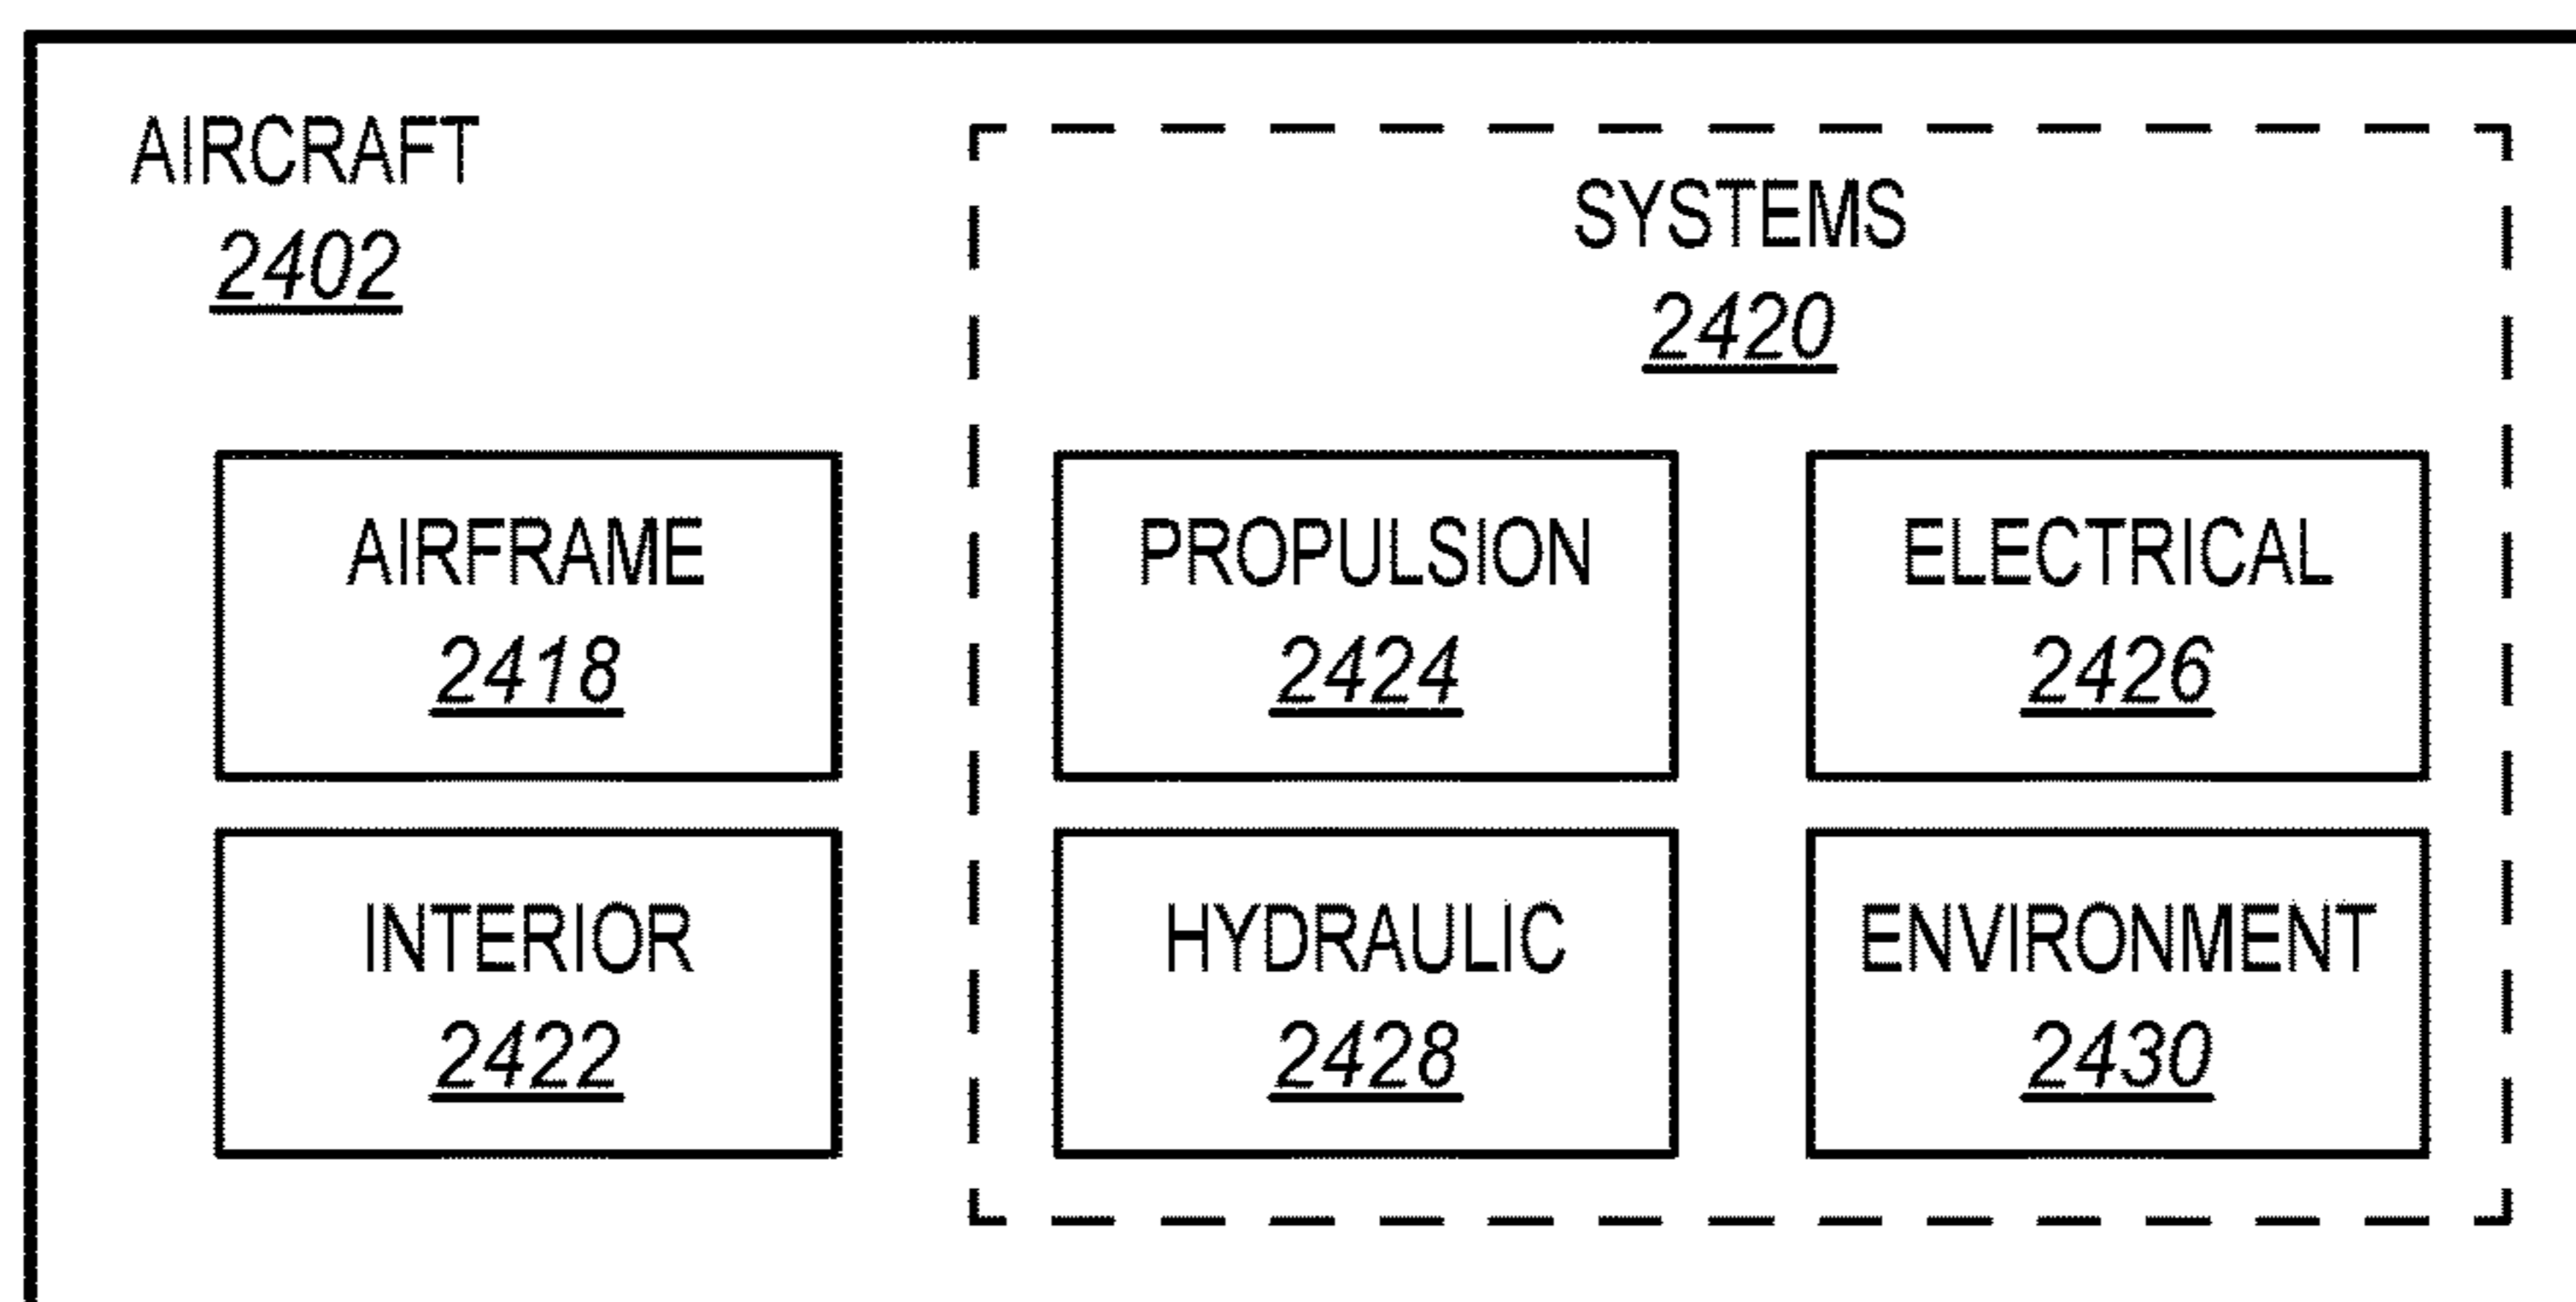 AIRCRAFT
2402
SYSTEMS
2420
AIRFRAME
2418
PROPULSION
2424
ELECTRICAL
2426
INTERIOR
2422
HYDRAULIC
2428
ENVIRONMENT
2430